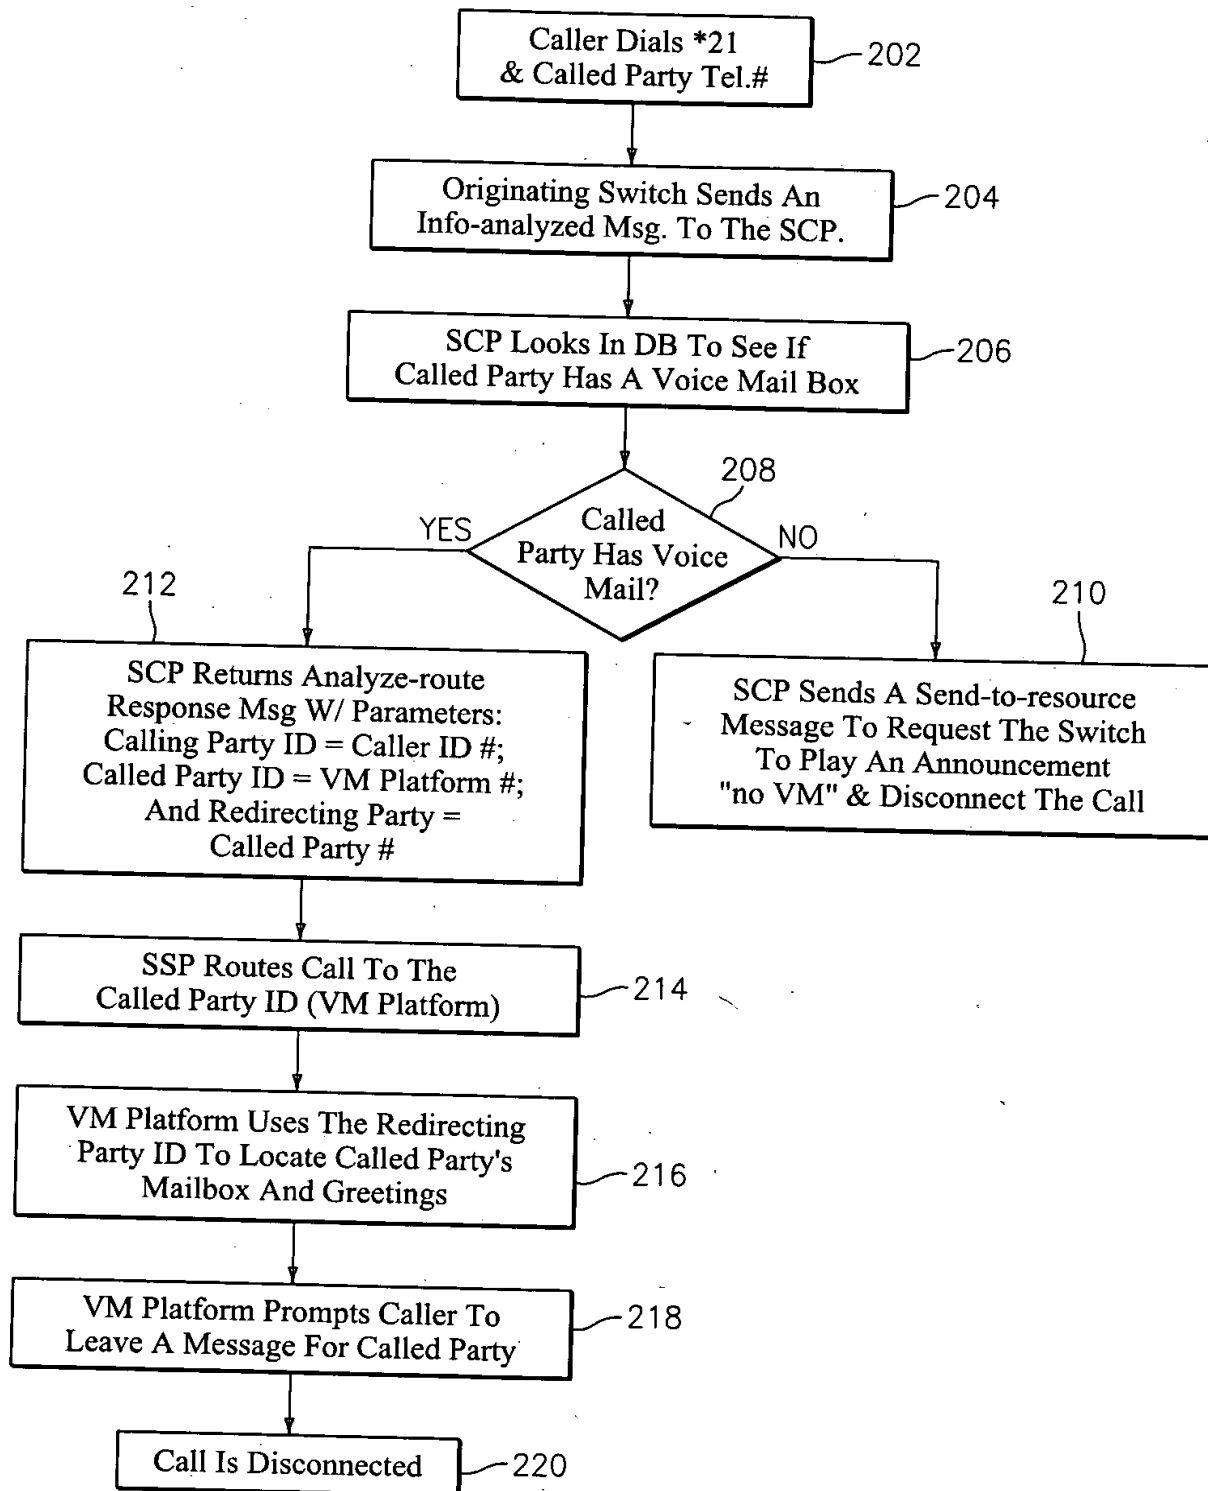 Caller Dials *21
& Called Party Tel.#
202
Originating Switch Sends An
Info-analyzed Msg. To The SCP.
204
SCP Looks In DB To See If
Called Party Has A Voice Mail Box
206
208
Called
Party Has Voice
Mail?
YES
NO
212
SCP Returns Analyze-route
Response Msg W/ Parameters:
Calling Party ID = Caller ID #;
Called Party ID = VM Platform #;
And Redirecting Party =
Called Party #
210
SCP Sends A Send-to-resource
Message To Request The Switch
To Play An Announcement
"no VM" & Disconnect The Call
SSP Routes Call To The
Called Party ID (VM Platform)
214
VM Platform Uses The Redirecting
Party ID To Locate Called Party's
Mailbox And Greetings
216
VM Platform Prompts Caller To
Leave A Message For Called Party
218
Call Is Disconnected
220